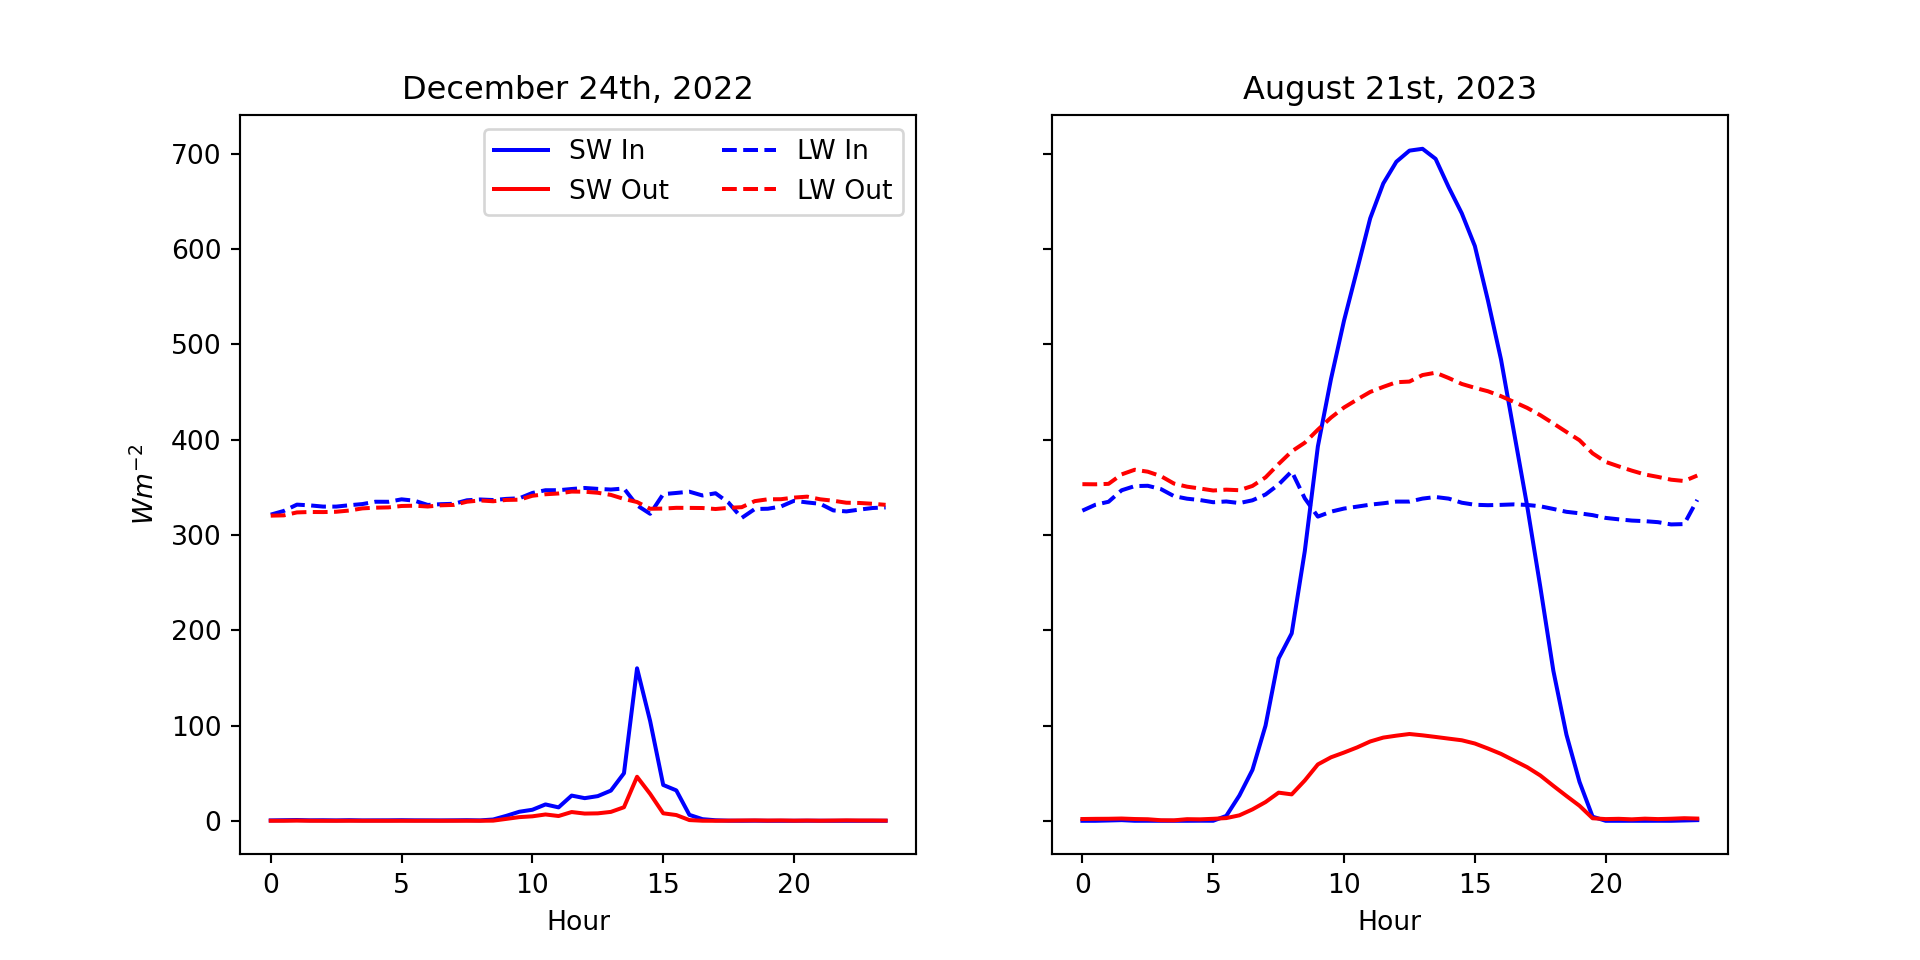 December 24th, 2022
August 21st, 2023
SW In
SW Out
LW In
LW Out
Wm⁻²
700
600
500
400
300
200
100
0
0 5 10 15 20
0 5 10 15 20
Hour
Hour